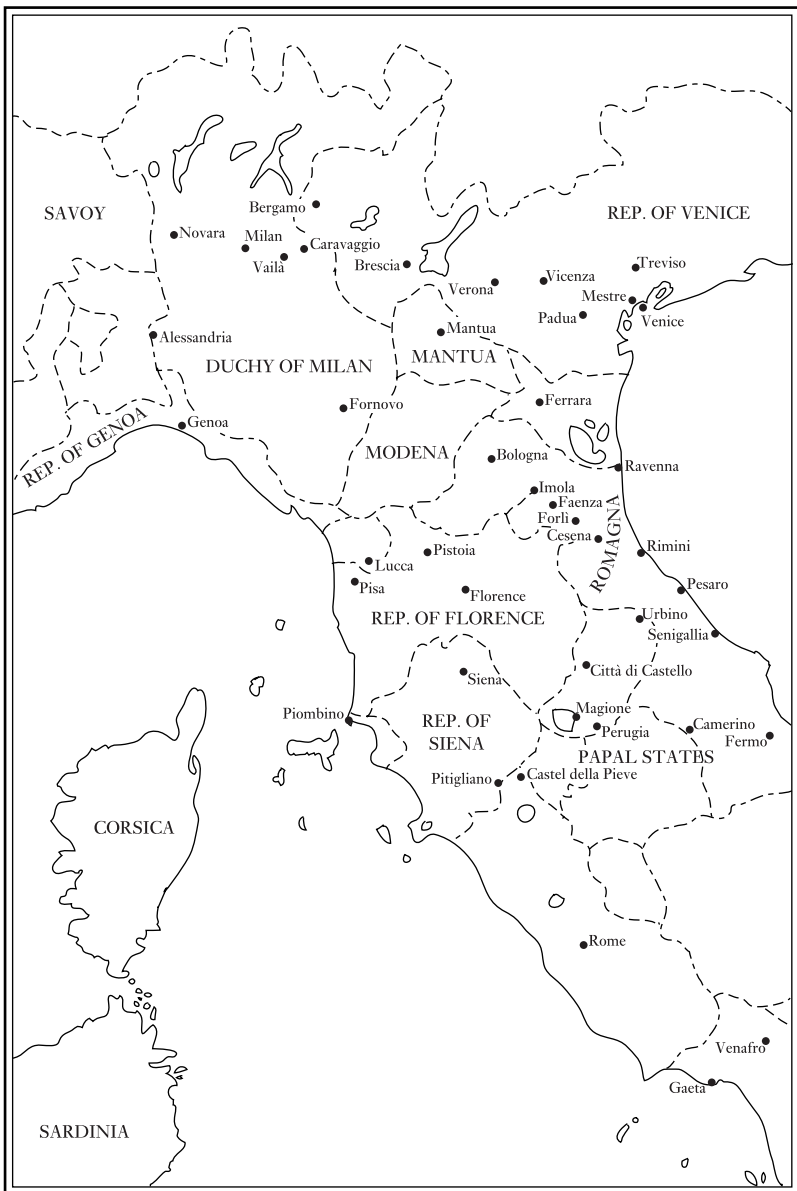 SAVOY
REP. OF VENICE
Bergamo
Novara
Milan
Caravaggio
Vailà
Brescia
Verona
Vicenza
Treviso
Mestre
Padua
Venice
Alessandria
Mantua
DUCHY OF MILAN
MANTUA
Fornovo
Ferrara
Genoa
REP. OF GENOA
MODENA
Bologna
Ravenna
Imola
Faenza
Forlì
Cesena
ROMAGNA
Rimini
Pistoia
Lucca
Pisa
Florence
Pesaro
REP. OF FLORENCE
Urbino
Senigallia
Siena
Città di Castello
Piombino
Magione
REP. OF
SIENA
Perugia
Camerino
Fermo
PAPAL STATES
Pitigliano
Castel della Pieve
CORSICA
Rome
Venafro
Gaeta
SARDINIA